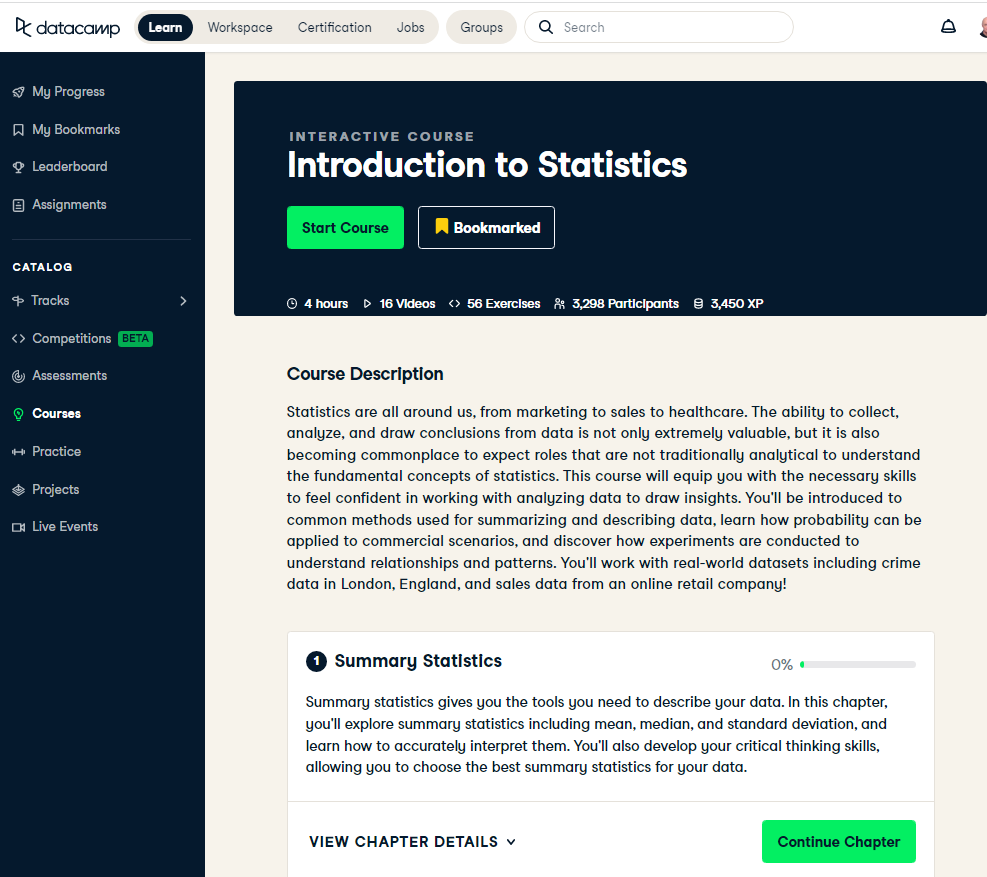 datacamp
Learn Workspace Certification Jobs Groups Search
My Progress
My Bookmarks
Leaderboard
Assignments
CATALOG
Tracks
Competitions BETA
Assessments
Courses
Practice
Projects
Live Events
INTERACTIVE COURSE
Introduction to Statistics
Start Course Bookmarked
4 hours 16 Videos 56 Exercises 3,298 Participants 3,450 XP
Course Description
Statistics are all around us, from marketing to sales to healthcare. The ability to collect,
analyze, and draw conclusions from data is not only extremely valuable, but it is also
becoming commonplace to expect roles that are not traditionally analytical to understand
the fundamental concepts of statistics. This course will equip you with the necessary skills
to feel confident in working with analyzing data to draw insights. You'll be introduced to
common methods used for summarizing and describing data, learn how probability can be
applied to commercial scenarios, and discover how experiments are conducted to
understand relationships and patterns. You'll work with real-world datasets including crime
data in London, England, and sales data from an online retail company!
1 Summary Statistics 0%
Summary statistics gives you the tools you need to describe your data. In this chapter,
you'll explore summary statistics including mean, median, and standard deviation, and
learn how to accurately interpret them. You'll also develop your critical thinking skills,
allowing you to choose the best summary statistics for your data.
VIEW CHAPTER DETAILS Continue Chapter